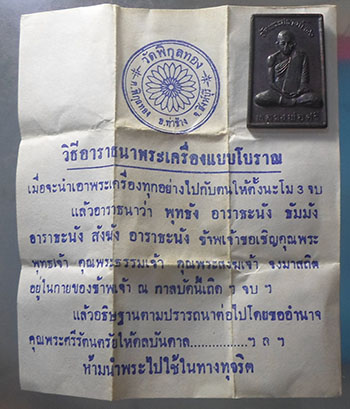 วัดพิกุลทอง
ต.พิกุลทอง อ.ท่าช้าง จ.สิงห์บุรี
วิธีอาราธนาพระเครื่องแบบโบราณ
เมื่อจะนำเอาพระเครื่องทุกอย่างไปกับตนให้ตั้งนะโม ๓ จบ
แล้วอาราธนาว่า พุทธัง อาราธะนัง ธัมมัง
อาราธะนัง สังฆัง อาราธะนัง ข้าพเจ้าขอเชิญคุณพระ
พุทธเจ้า คุณพระธรรมเจ้า คุณพระสงฆ์เจ้า จงมาสถิต
อยู่ในกายของข้าพเจ้า ณ กาลบัดนี้เถิด ๆ จบ ๆ
แล้วอธิษฐานตามปรารถนาต่อไปโดยขออำนาจ
คุณพระศรีรัตนตรัยให้ดลบันดาล................ๆ ล ๆ
ห้ามนำพระไปใช้ในทางทุจริต